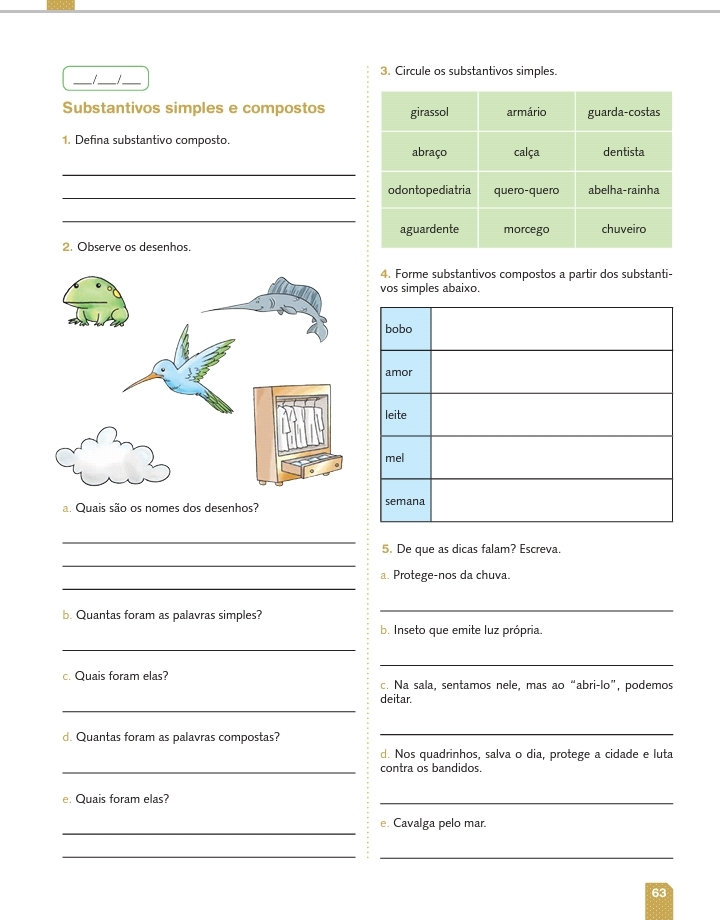 ___/___/___
Substantivos simples e compostos
1. Defina substantivo composto.
2. Observe os desenhos.
a. Quais são os nomes dos desenhos?
b. Quantas foram as palavras simples?
c. Quais foram elas?
d. Quantas foram as palavras compostas?
e. Quais foram elas?
3. Circule os substantivos simples.
girassol armário guarda-costas
abraço calça dentista
odontopediatria quero-quero abelha-rainha
aguardente morcego chuveiro
4. Forme substantivos compostos a partir dos substanti-
vos simples abaixo.
bobo
amor
leite
mel
semana
5. De que as dicas falam? Escreva.
a. Protege-nos da chuva.
b. Inseto que emite luz própria.
c. Na sala, sentamos nele, mas ao “abri-lo”, podemos
deitar.
d. Nos quadrinhos, salva o dia, protege a cidade e luta
contra os bandidos.
e. Cavalga pelo mar.
63